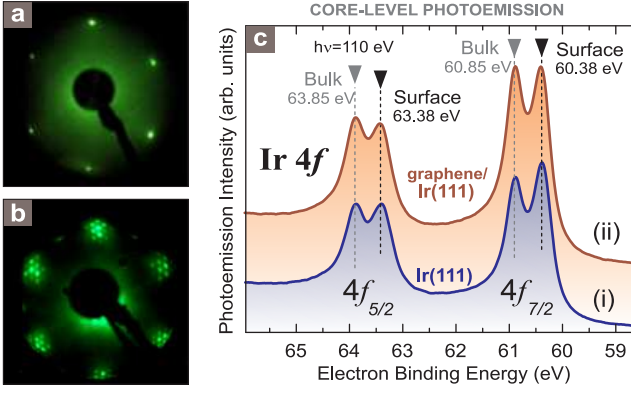 a
b
CORE-LEVEL PHOTOEMISSION
c
hν=110 eV
Bulk
63.85 eV
Surface
63.38 eV
Bulk
60.85 eV
Surface
60.38 eV
Ir 4f
graphene/
Ir(111)
(ii)
Ir(111)
(i)
4f5/2
4f7/2
Photoemission Intensity (arb. units)
65 64 63 62 61 60 59
Electron Binding Energy (eV)